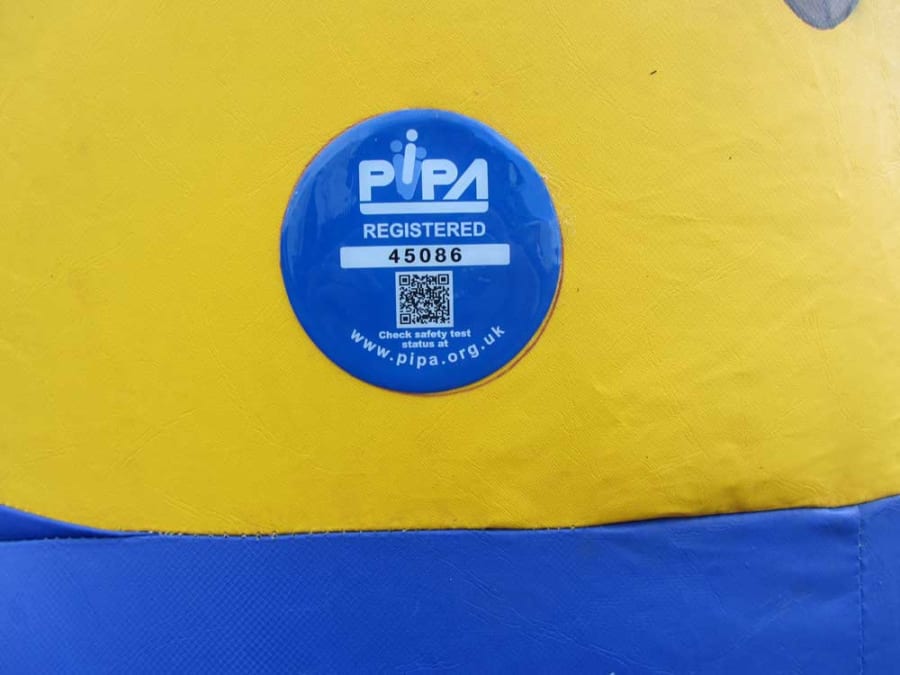 PiPA
REGISTERED
45086
Check safety test
status at
www.pipa.org.uk